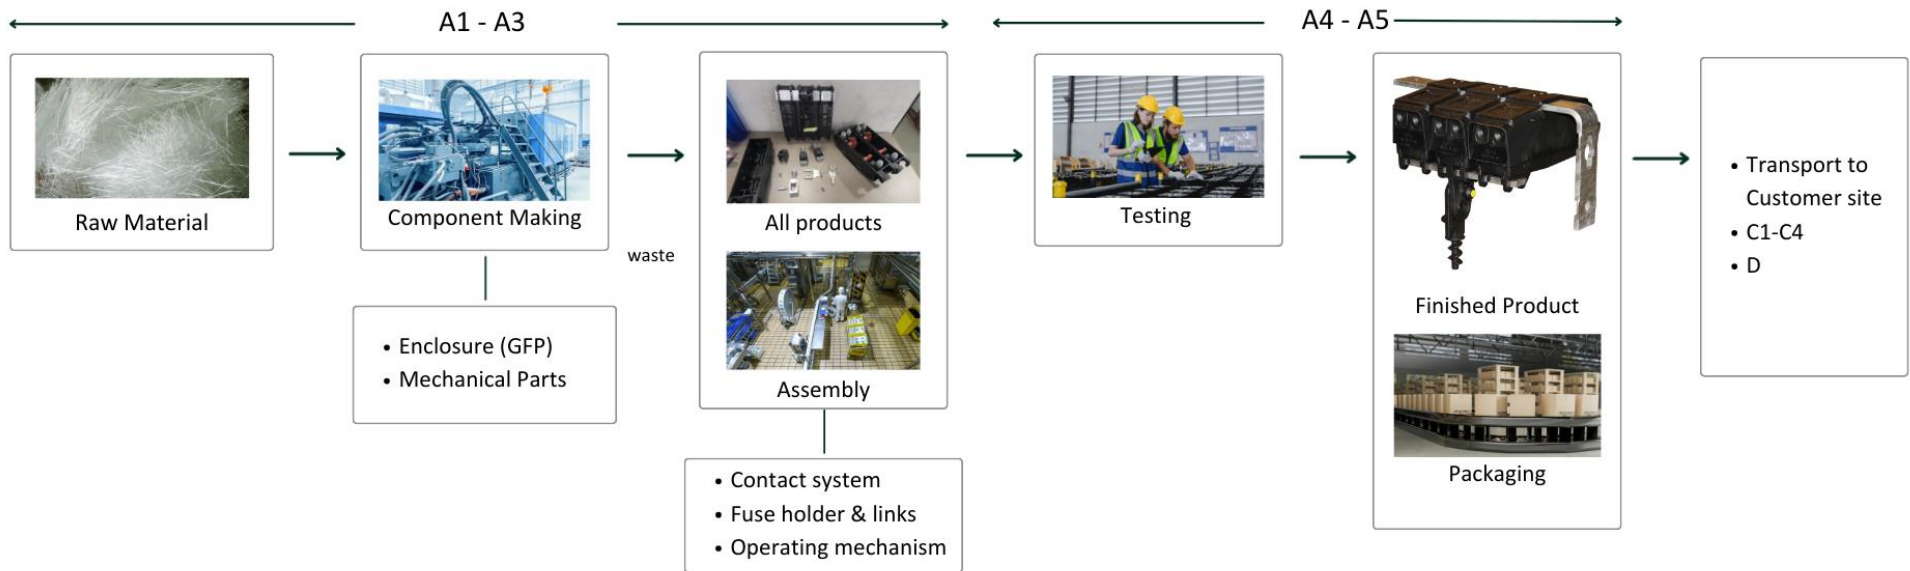 A1 - A3
A4 - A5
Raw Material
Component Making
• Enclosure (GFP)
• Mechanical Parts
waste
All products
Assembly
• Contact system
• Fuse holder & links
• Operating mechanism
Testing
Finished Product
Packaging
• Transport to
Customer site
• C1-C4
• D